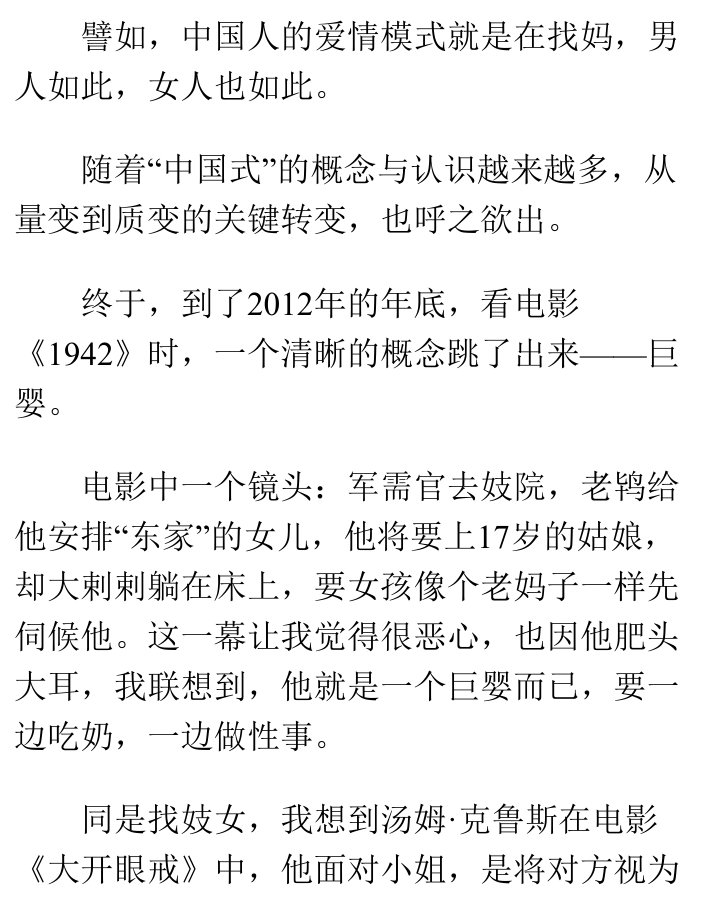 譬如，中国人的爱情模式就是在找妈，男
人如此，女人也如此。
随着“中国式”的概念与认识越来越多，从
量变到质变的关键转变，也呼之欲出。
终于，到了2012年的年底，看电影
《1942》时，一个清晰的概念跳了出来——巨
婴。
电影中一个镜头：军需官去妓院，老鸨给
他安排“东家”的女儿，他将要上17岁的姑娘，
却大剌剌躺在床上，要女孩像个老妈子一样先
伺候他。这一幕让我觉得很恶心，也因他肥头
大耳，我联想到，他就是一个巨婴而已，要一
边吃奶，一边做性事。
同是找妓女，我想到汤姆·克鲁斯在电影
《大开眼戒》中，他面对小姐，是将对方视为